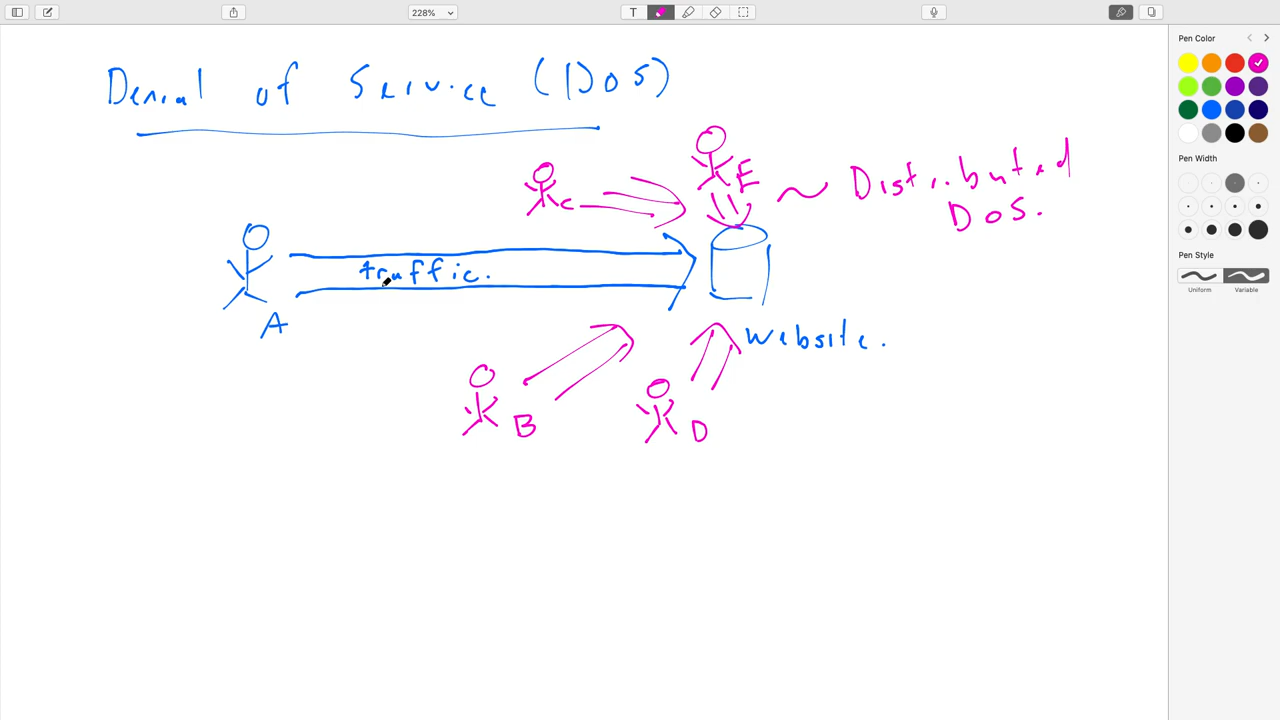 228%
T
Denial of Service (DoS)
E ~ Distributed
DoS.
C
traffic.
A
website.
B
D
Pen Color
Pen Width
Pen Style
Uniform
Variable